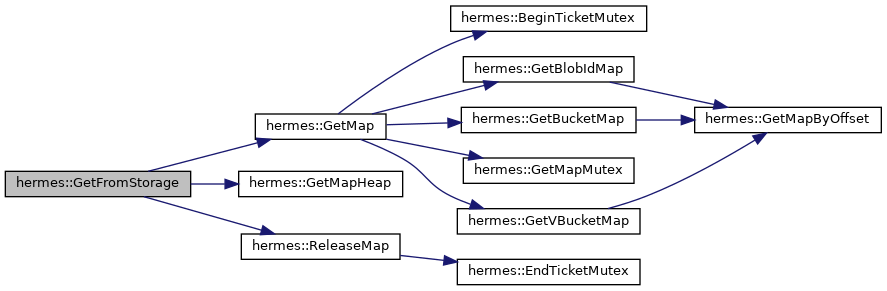 hermes::BeginTicketMutex
hermes::GetBlobIdMap
hermes::GetMap
hermes::GetBucketMap
hermes::GetMapByOffset
hermes::GetMapMutex
hermes::GetFromStorage
hermes::GetMapHeap
hermes::GetVBucketMap
hermes::ReleaseMap
hermes::EndTicketMutex